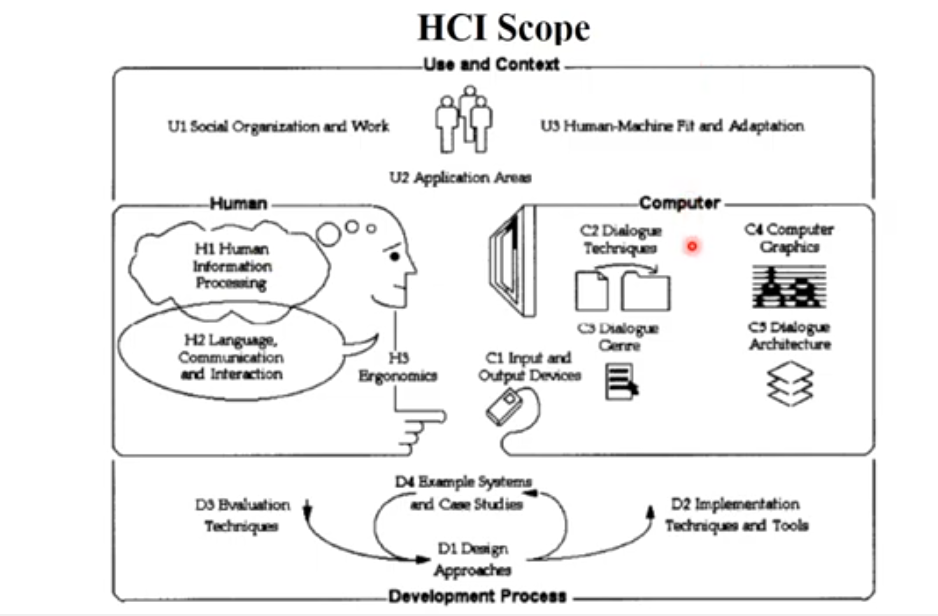 HCI Scope
Use and Context
U1 Social Organization and Work
U3 Human-Machine Fit and Adaptation
U2 Application Areas
Human
Computer
H1 Human
Information
Processing
H2 Language,
Communication
and Interaction
H3
Ergonomics
C1 Input and
Output Devices
C2 Dialogue
Techniques
C3 Dialogue
Genre
C4 Computer
Graphics
C5 Dialogue
Architecture
D3 Evaluation
Techniques
D4 Example Systems
and Case Studies
D1 Design
Approaches
D2 Implementation
Techniques and Tools
Development Process